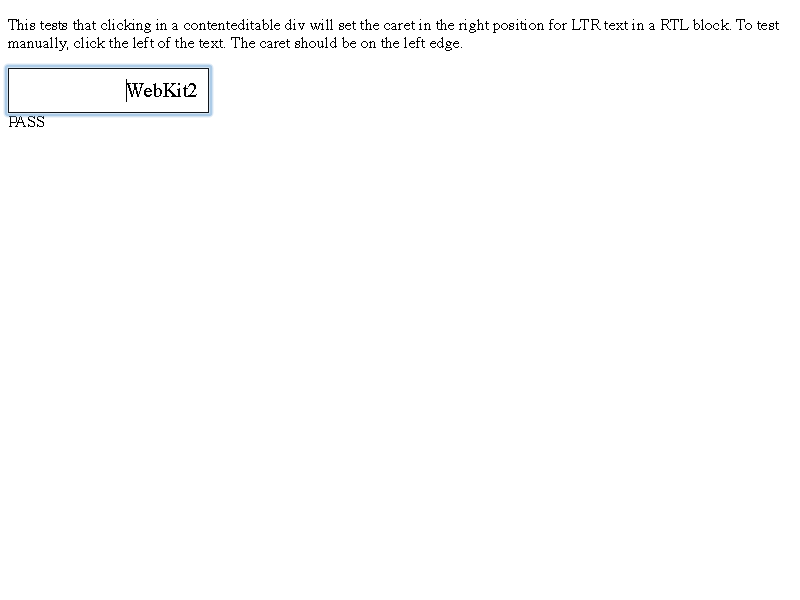 This tests that clicking in a contenteditable div will set the caret in the right position for LTR text in a RTL block. To test
manually, click the left of the text. The caret should be on the left edge.
WebKit2
PASS